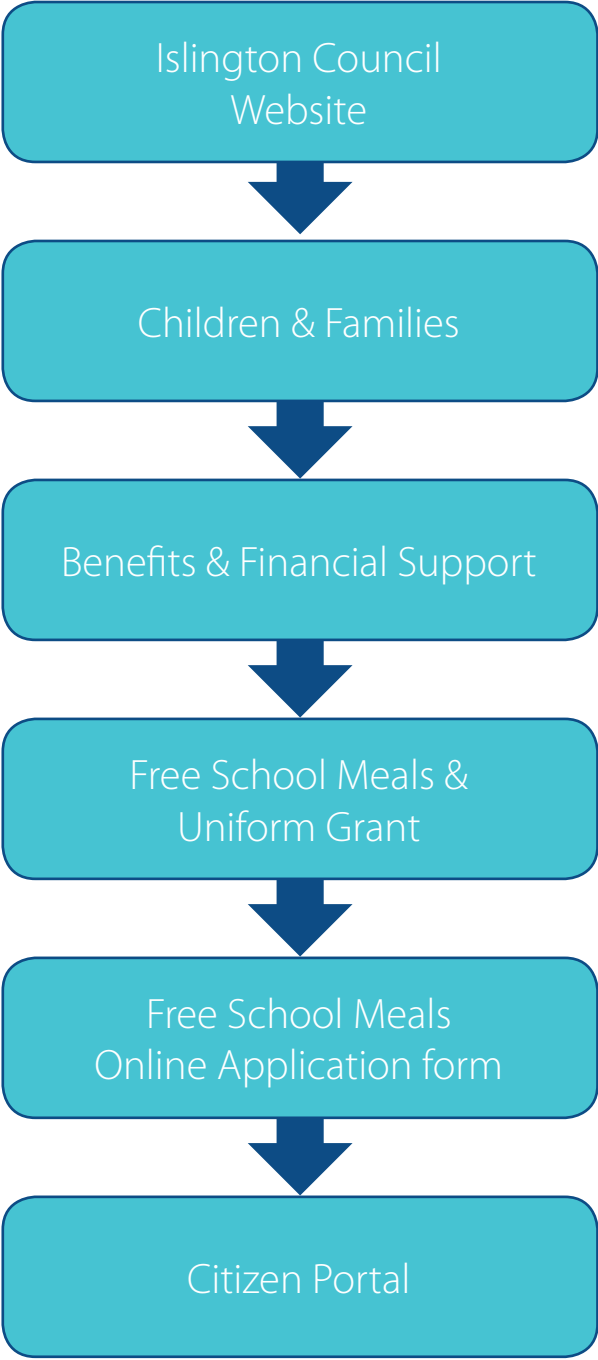 Islington Council
Website
Children & Families
Benefits & Financial Support
Free School Meals &
Uniform Grant
Free School Meals
Online Application form
Citizen Portal